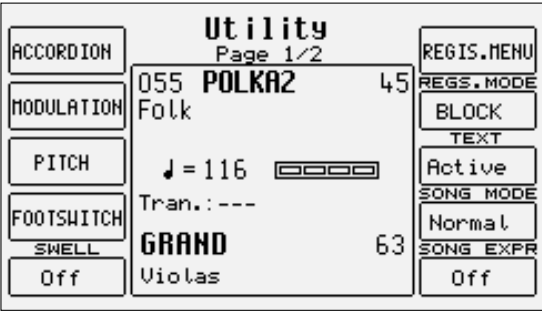 Utility
Page 1/2
ACCORDION
MODULATION
PITCH
FOOTSWITCH
SWELL
Off
055 POLKA2 45
Folk
♩=116
Tran.:---
GRAND 63
Violas
REGIS.MENU
REGS.MODE
BLOCK
TEXT
Active
SONG MODE
Normal
SONG EXPR
Off